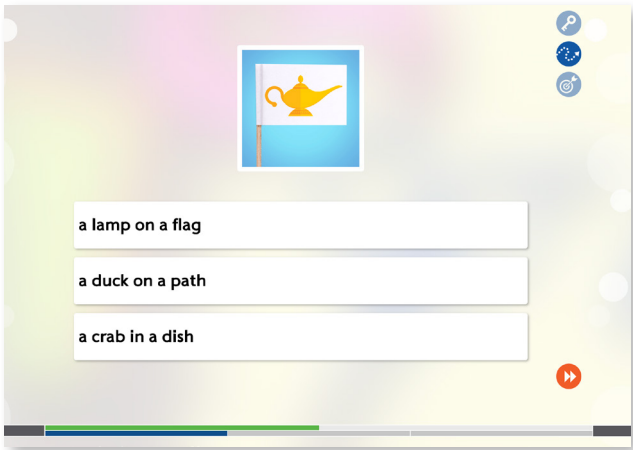 a lamp on a flag
a duck on a path
a crab in a dish